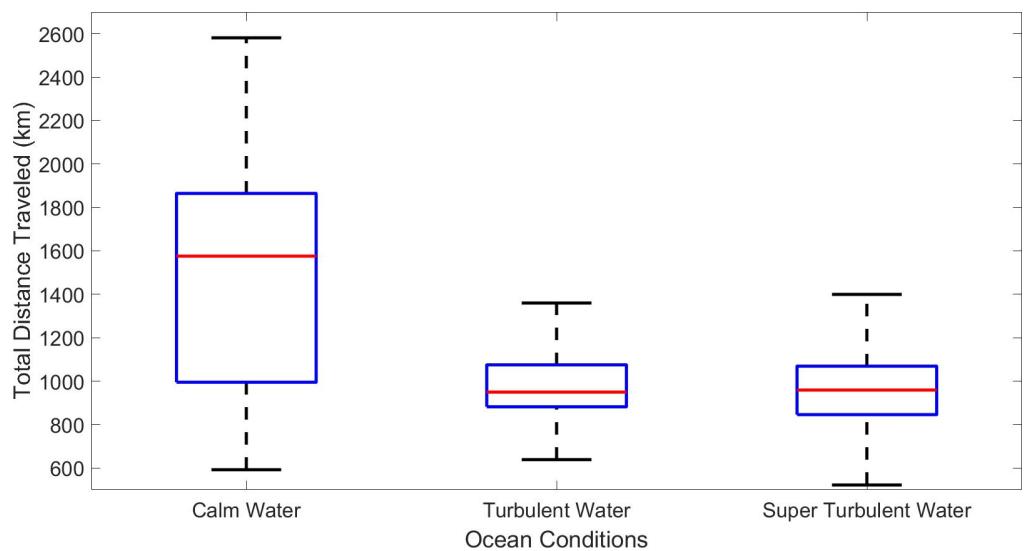 Total Distance Traveled (km)
2600
2400
2200
2000
1800
1600
1400
1200
1000
800
600
Calm Water
Turbulent Water
Super Turbulent Water
Ocean Conditions